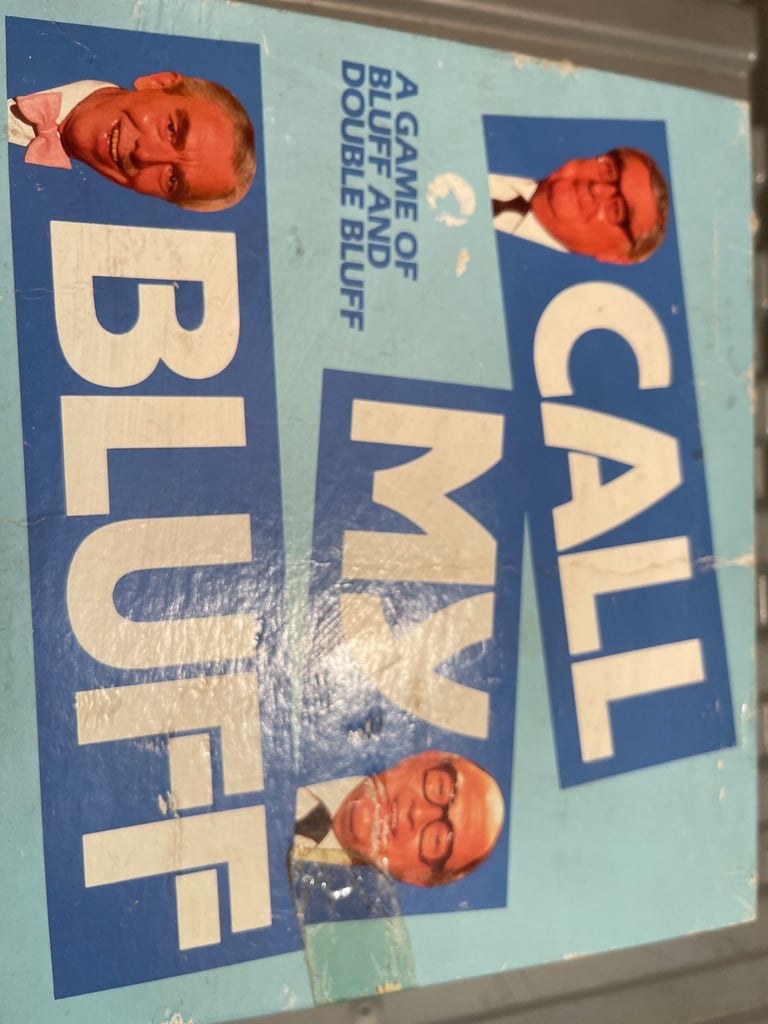 CALL
MY
BLUFF
A GAME OF
BLUFF AND
DOUBLE BLUFF